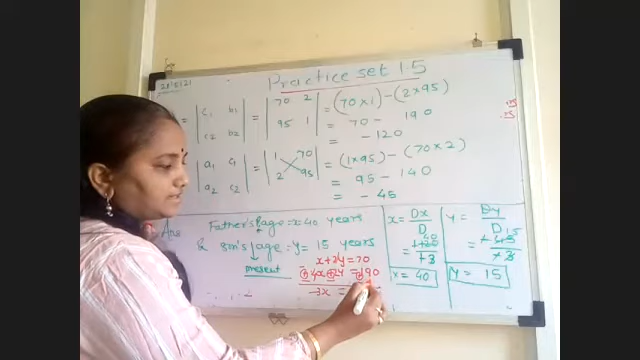 Practice set 1.5
= | c₁ b₁ | = | 70 2 | = (70×1) - (2×95)
| c₂ b₂ | | 95 1 | = 70 - 190
= -120
| a₁ c₁ | = | 1 70 | = (1×95) - (70×2)
| a₂ c₂ | | 2 95 | = 95 - 140
= -45
Ans Father's age = x = 40 years
& son's age = y = 15 years
present
x+2y=70
-3x =
x = Dx/D
x = 40
y = Dy/D
y = 15